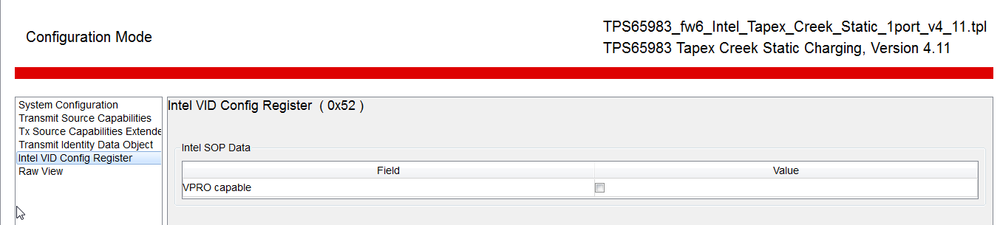 Configuration Mode
TPS65983_fw6_Intel_Tapex_Creek_Static_1port_v4_11.tpl
TPS65983 Tapex Creek Static Charging, Version 4.11
System Configuration
Transmit Source Capabilities
Tx Source Capabilities Extende
Transmit Identity Data Object
Intel VID Config Register
Raw View
Intel VID Config Register ( 0x52 )
Intel SOP Data
Field Value
VPRO capable